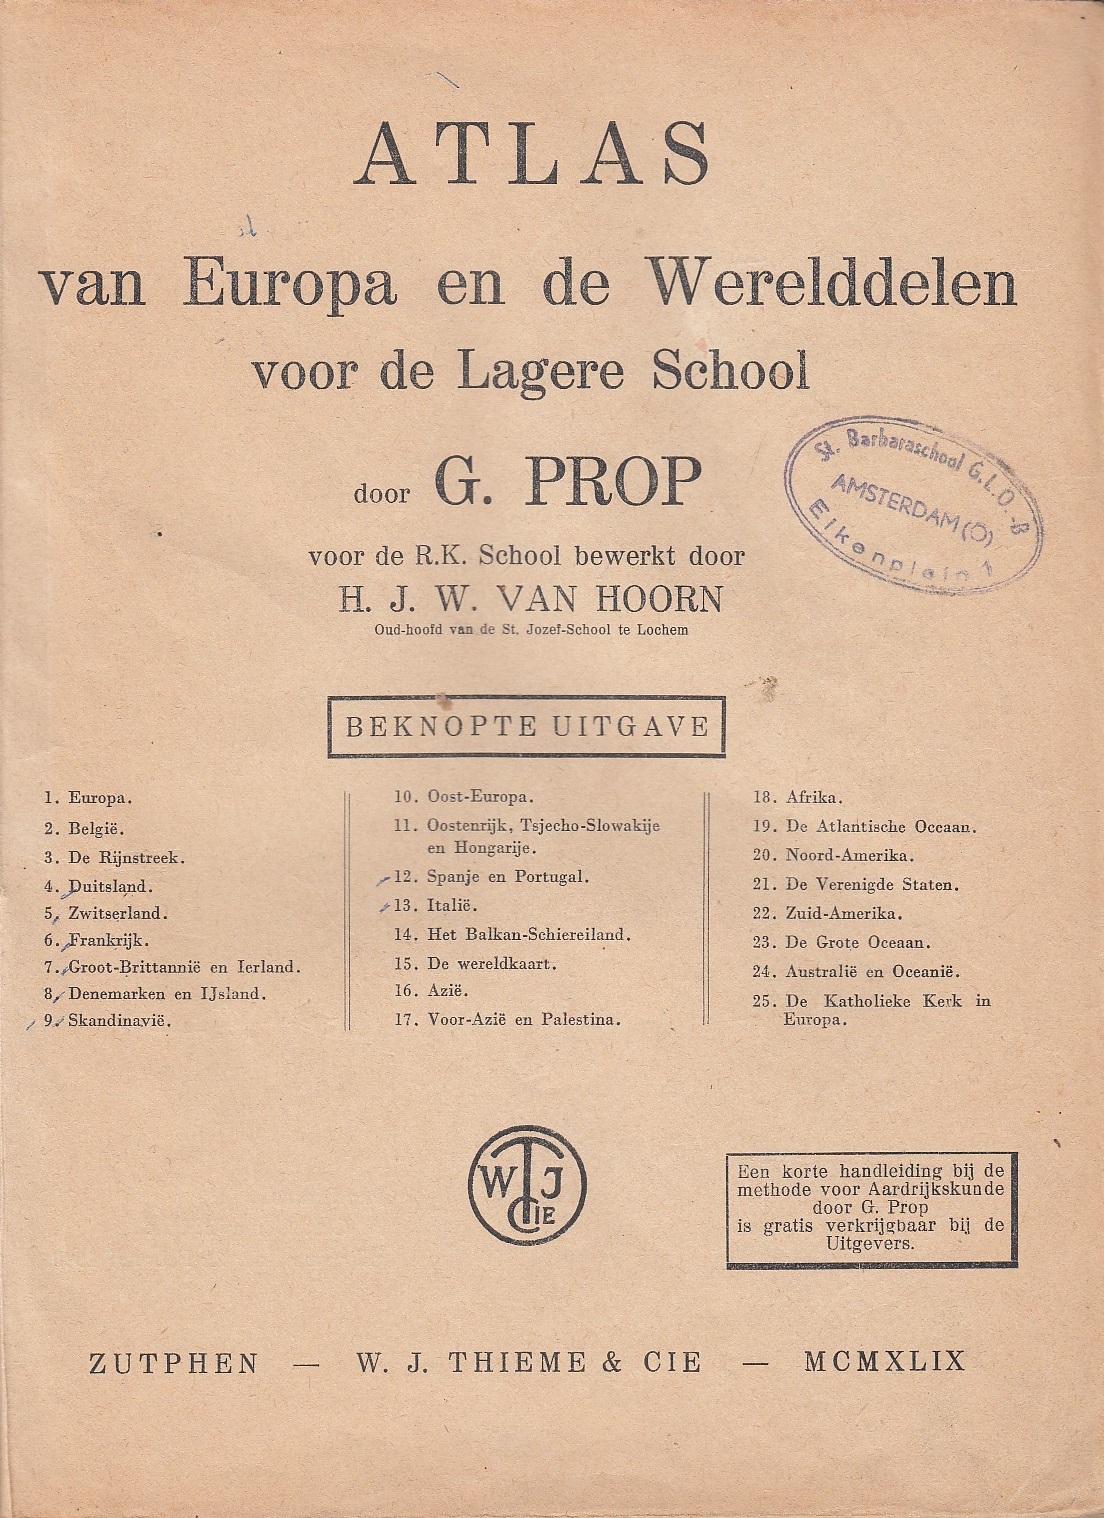 ATLAS
van Europa en de Werelddelen
voor de Lagere School
door G. PROP
voor de R.K. School bewerkt door
H. J. W. VAN HOORN
Oud-hoofd van de St. Jozef-School te Lochem
St. Barbaraschool G.L.O.-B
AMSTERDAM (O)
Eikenplein 1
BEKNOPTE UITGAVE
1. Europa.
2. België.
3. De Rijnstreek.
4. Duitsland.
5. Zwitserland.
6. Frankrijk.
7. Groot-Brittannië en Ierland.
8. Denemarken en IJsland.
9. Skandinavië.
10. Oost-Europa.
11. Oostenrijk, Tsjecho-Slowakije
en Hongarije.
12. Spanje en Portugal.
13. Italië.
14. Het Balkan-Schiereiland.
15. De wereldkaart.
16. Azië.
17. Voor-Azië en Palestina.
18. Afrika.
19. De Atlantische Oceaan.
20. Noord-Amerika.
21. De Verenigde Staten.
22. Zuid-Amerika.
23. De Grote Oceaan.
24. Australië en Oceanië.
25. De Katholieke Kerk in
Europa.
W T J
CIE
Een korte handleiding bij de
methode voor Aardrijkskunde
door G. Prop
is gratis verkrijgbaar bij de
Uitgevers.
ZUTPHEN — W. J. THIEME & CIE — MCMXLIX